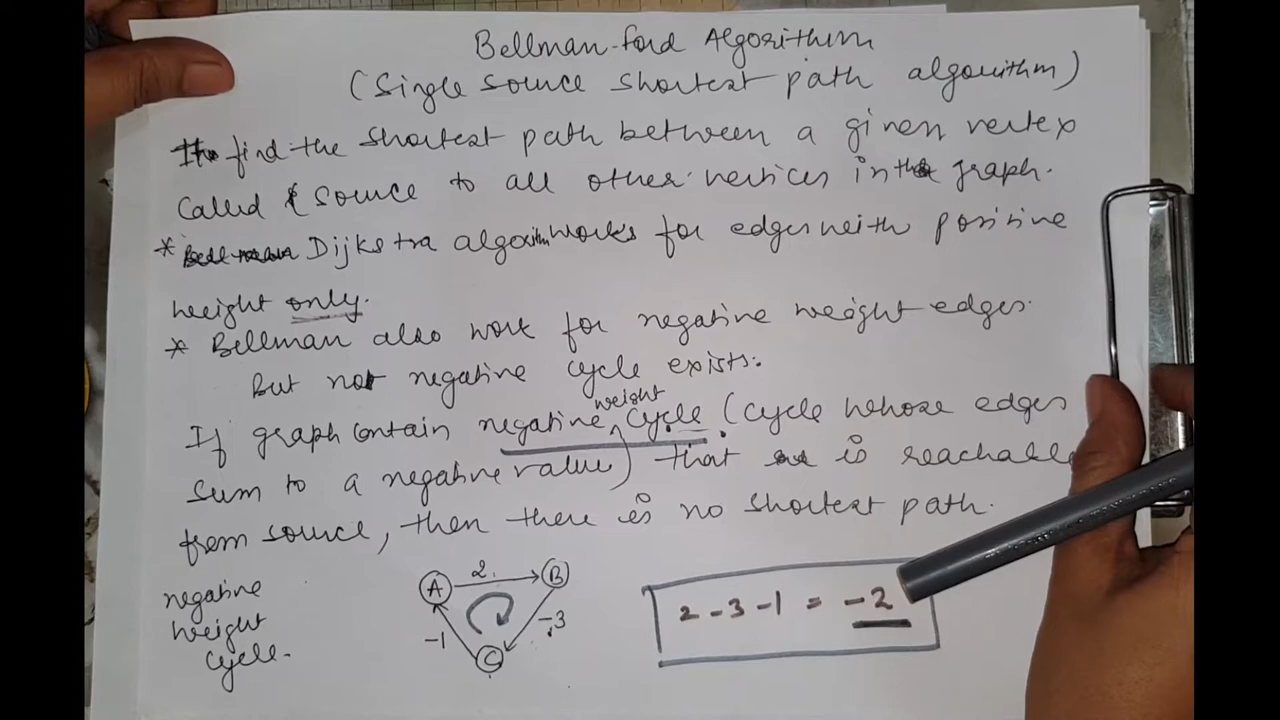 Bellman-ford Algorithm
(Single source shortest path algorithm)
find the shortest path between a given vertex
Called source to all other vertices in the graph.
* Dijkstra algorithm works for edges with positive
weight only.
* Bellman also work for negative weight edges.
But not negative cycle exists.
weight
If graph contain negative cycle (cycle whose edges
sum to a negative value) that is reachable
from source, then there is no shortest path.
negative
weight
cycle.
A 2 B
-1 -3
C
2 - 3 - 1 = -2